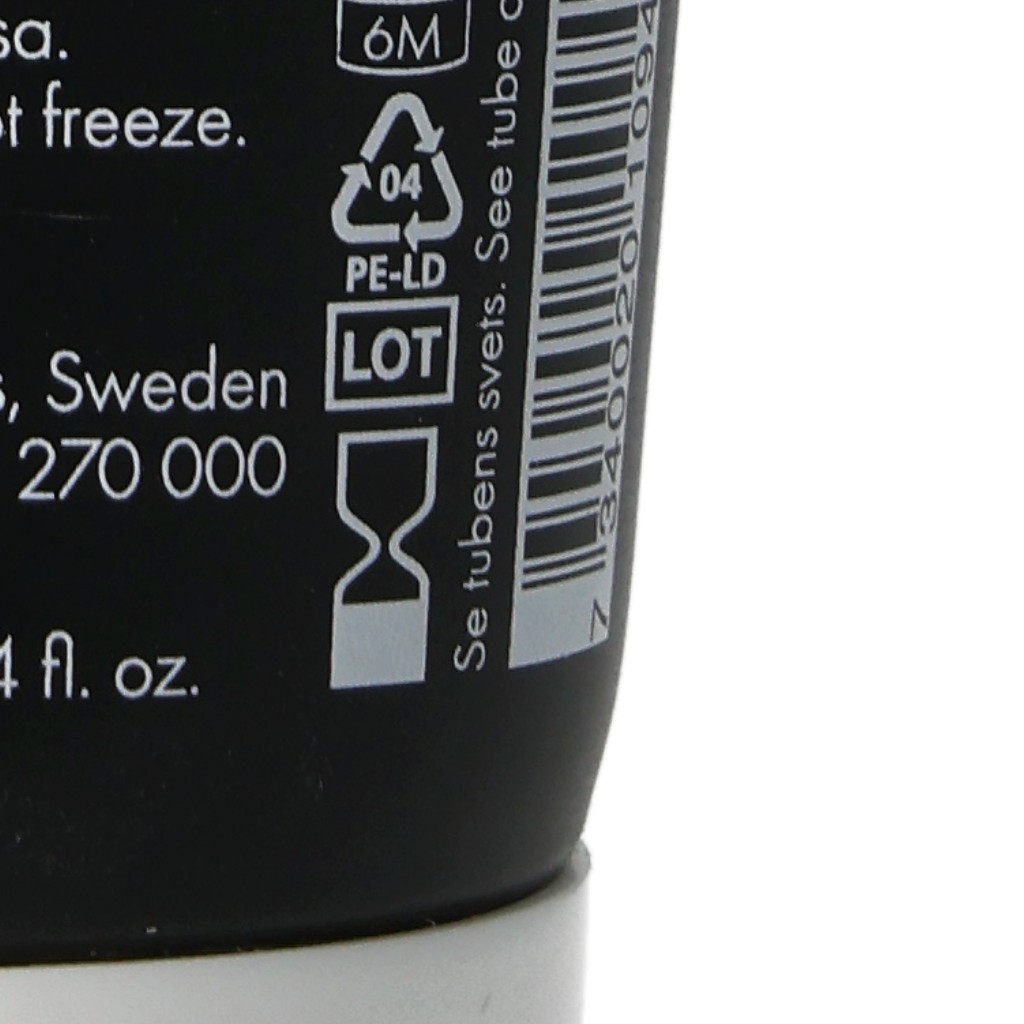 sa.
ot freeze.
s, Sweden
270 000
4 fl. oz.
6M
04
PE-LD
LOT
Se tubens svets. See tube
7 340020 1094